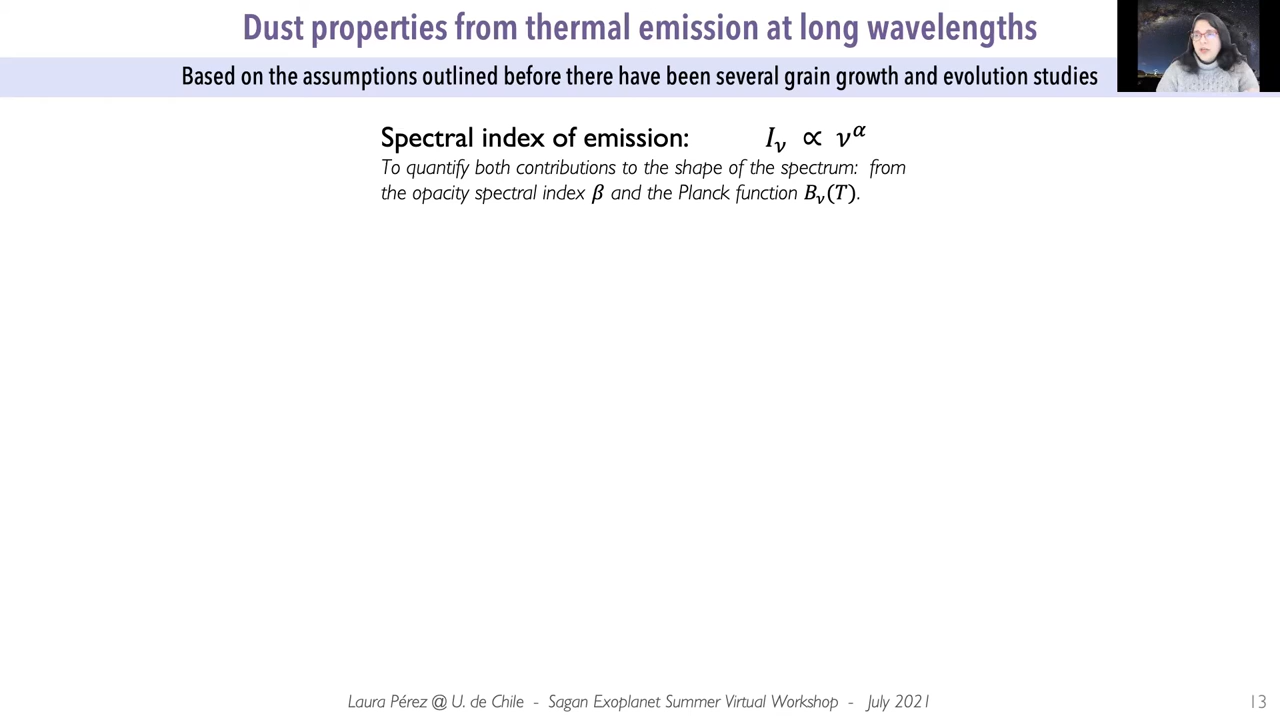 Dust properties from thermal emission at long wavelengths
Based on the assumptions outlined before there have been several grain growth and evolution studies
Spectral index of emission: I_ν ∝ ν^α
To quantify both contributions to the shape of the spectrum: from
the opacity spectral index β and the Planck function B_ν(T).
Laura Pérez @ U. de Chile - Sagan Exoplanet Summer Virtual Workshop - July 2021
13